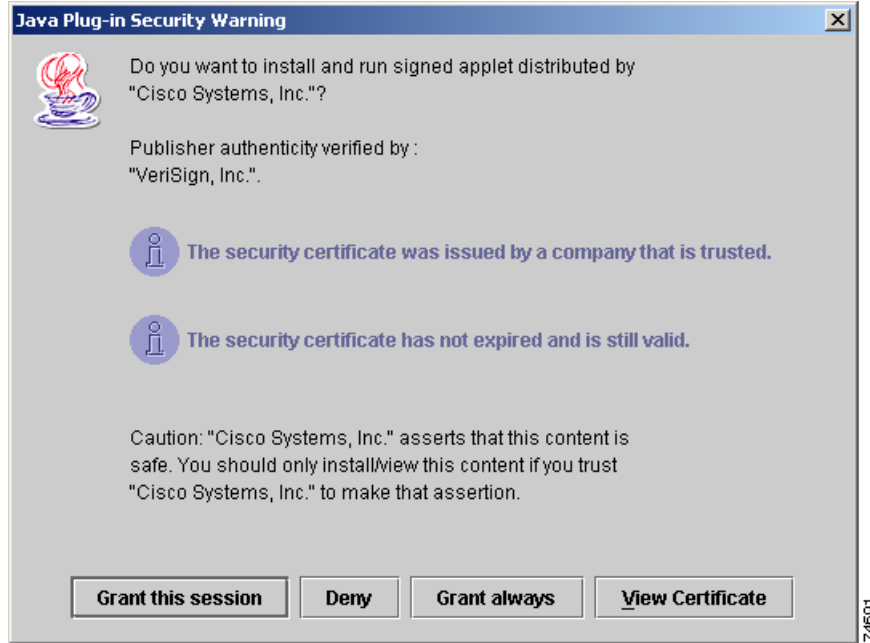 Java Plug-in Security Warning
Do you want to install and run signed applet distributed by
"Cisco Systems, Inc."?
Publisher authenticity verified by :
"VeriSign, Inc.".
The security certificate was issued by a company that is trusted.
The security certificate has not expired and is still valid.
Caution: "Cisco Systems, Inc." asserts that this content is
safe. You should only install/view this content if you trust
"Cisco Systems, Inc." to make that assertion.
Grant this session
Deny
Grant always
View Certificate
74691